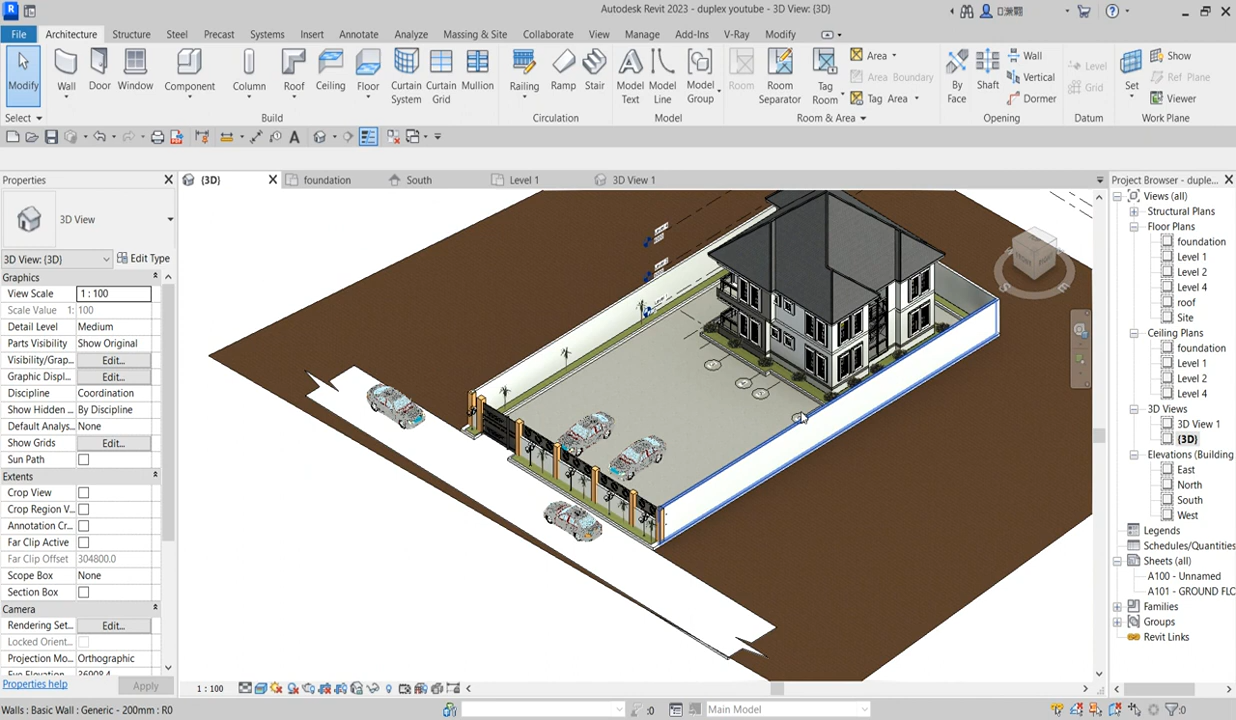 Autodesk Revit 2023 - duplex youtube - 3D View: {3D}
File Architecture Structure Steel Precast Systems Insert Annotate Analyze Massing & Site Collaborate View Manage Add-Ins V-Ray Modify
Modify Wall Door Window Component Column Roof Ceiling Floor Curtain System Curtain Grid Mullion Railing Ramp Stair Model Text Model Line Model Group Room Room Separator Tag Room Area Area Boundary Tag Area By Face Shaft Wall Vertical Dormer Level Grid Set Show Ref Plane Viewer
Select Build Circulation Model Room & Area Opening Datum Work Plane
Properties
{3D} foundation South Level 1 3D View 1
3D View
3D View: {3D} Edit Type
Graphics
View Scale 1 : 100
Scale Value 1: 100
Detail Level Medium
Parts Visibility Show Original
Visibility/Grap... Edit...
Graphic Displ... Edit...
Discipline Coordination
Show Hidden ... By Discipline
Default Analys... None
Show Grids Edit...
Sun Path
Extents
Crop View
Crop Region V...
Annotation Cr...
Far Clip Active
Far Clip Offset 304800.0
Scope Box None
Section Box
Camera
Rendering Set... Edit...
Locked Orient...
Projection Mo... Orthographic
Properties help Apply
Project Browser - duple...
Views (all)
Structural Plans
Floor Plans
foundation
Level 1
Level 2
Level 4
roof
Site
Ceiling Plans
foundation
Level 1
Level 2
Level 4
3D Views
3D View 1
{3D}
Elevations (Building
East
North
South
West
Legends
Schedules/Quantities
Sheets (all)
A100 - Unnamed
A101 - GROUND FLO
Families
Groups
Revit Links
1 : 100
Walls : Basic Wall : Generic - 200mm : R0
:0 Main Model :0